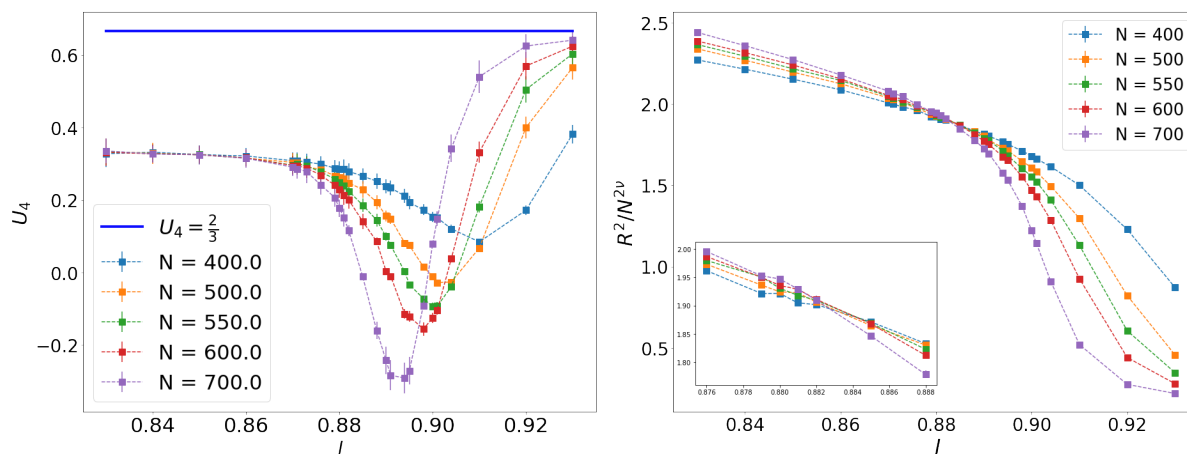 U₄
0.6
0.4
0.2
0.0
−0.2
0.84
0.86
0.88
0.90
0.92
J
U₄ = 2/3
N = 400.0
N = 500.0
N = 550.0
N = 600.0
N = 700.0
R²/N²ᵛ
2.5
2.0
1.5
1.0
0.5
0.84
0.86
0.88
0.90
0.92
J
N = 400
N = 500
N = 550
N = 600
N = 700
2.00
1.95
1.90
1.85
1.80
0.876
0.878
0.880
0.882
0.884
0.886
0.888